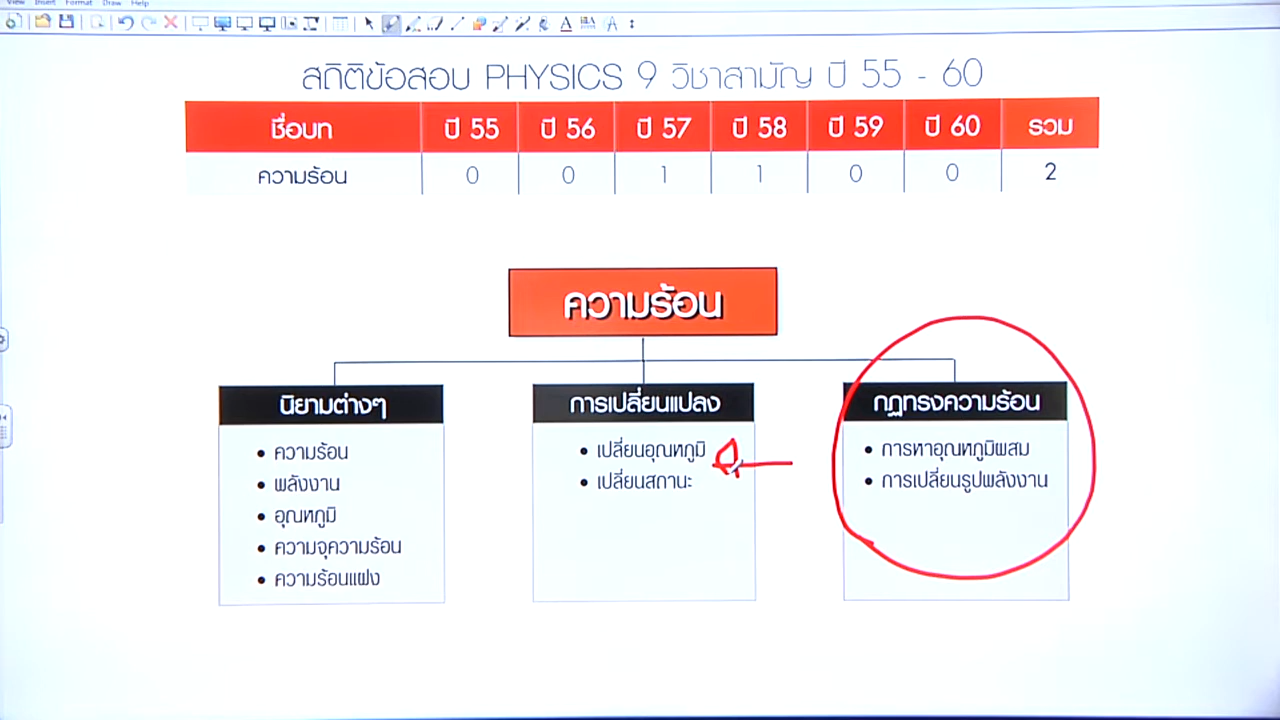 View Insert Format Draw Help
สถิติข้อสอบ PHYSICS 9 วิชาสามัญ ปี 55 - 60
ชื่อบท ปี 55 ปี 56 ปี 57 ปี 58 ปี 59 ปี 60 รวม
ความร้อน 0 0 1 1 0 0 2
ความร้อน
นิยามต่างๆ
• ความร้อน
• พลังงาน
• อุณหภูมิ
• ความจุความร้อน
• ความร้อนแฝง
การเปลี่ยนแปลง
• เปลี่ยนอุณหภูมิ
• เปลี่ยนสถานะ
กฎทรงความร้อน
• การหาอุณหภูมิผสม
• การเปลี่ยนรูปพลังงาน